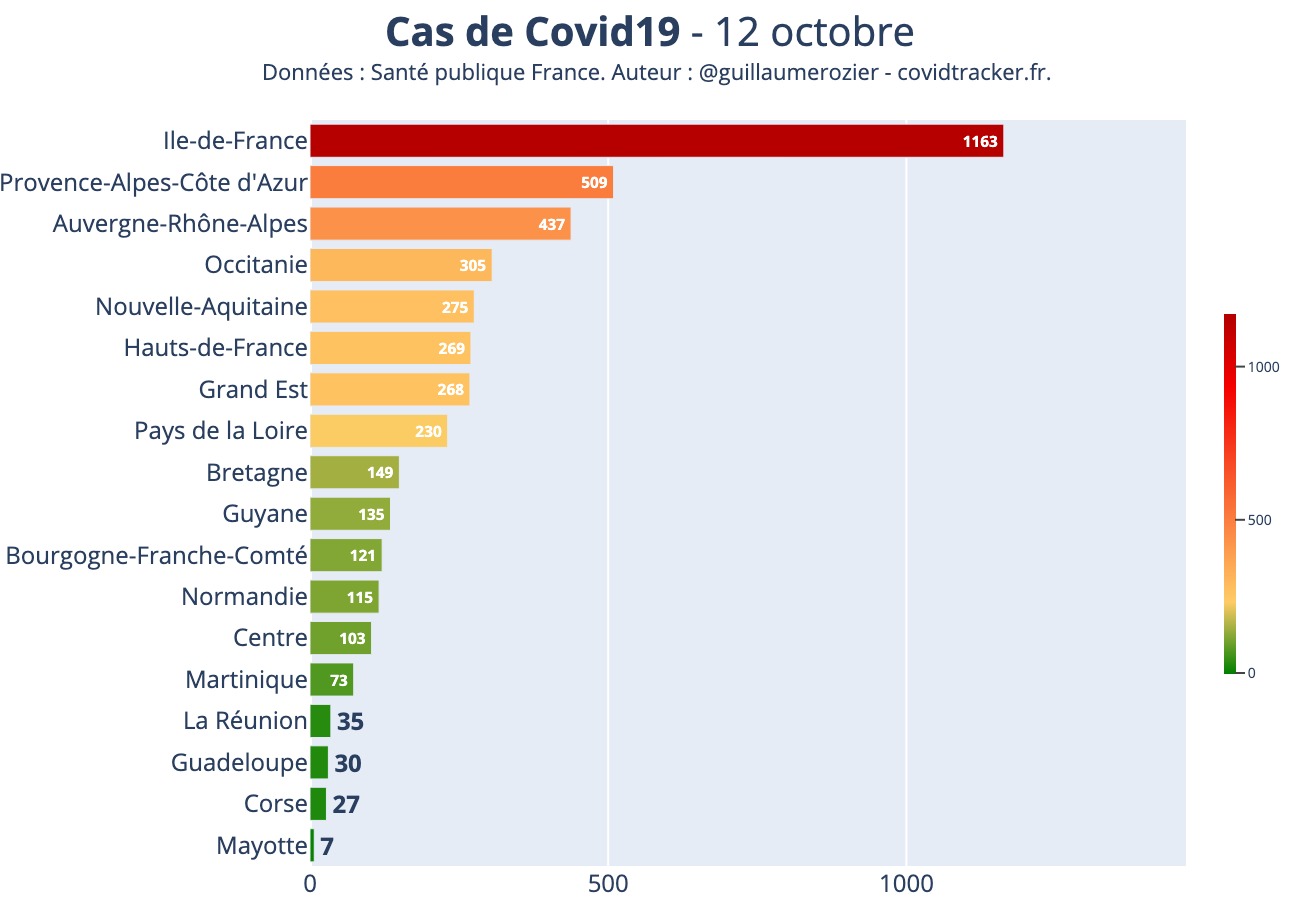 Cas de Covid19 - 12 octobre
Données : Santé publique France. Auteur : @guillaumerozier - covidtracker.fr.
Ile-de-France 1163
Provence-Alpes-Côte d'Azur 509
Auvergne-Rhône-Alpes 437
Occitanie 305
Nouvelle-Aquitaine 275
Hauts-de-France 269
Grand Est 268
Pays de la Loire 230
Bretagne 149
Guyane 135
Bourgogne-Franche-Comté 121
Normandie 115
Centre 103
Martinique 73
La Réunion 35
Guadeloupe 30
Corse 27
Mayotte 7
0 500 1000
1000
500
0